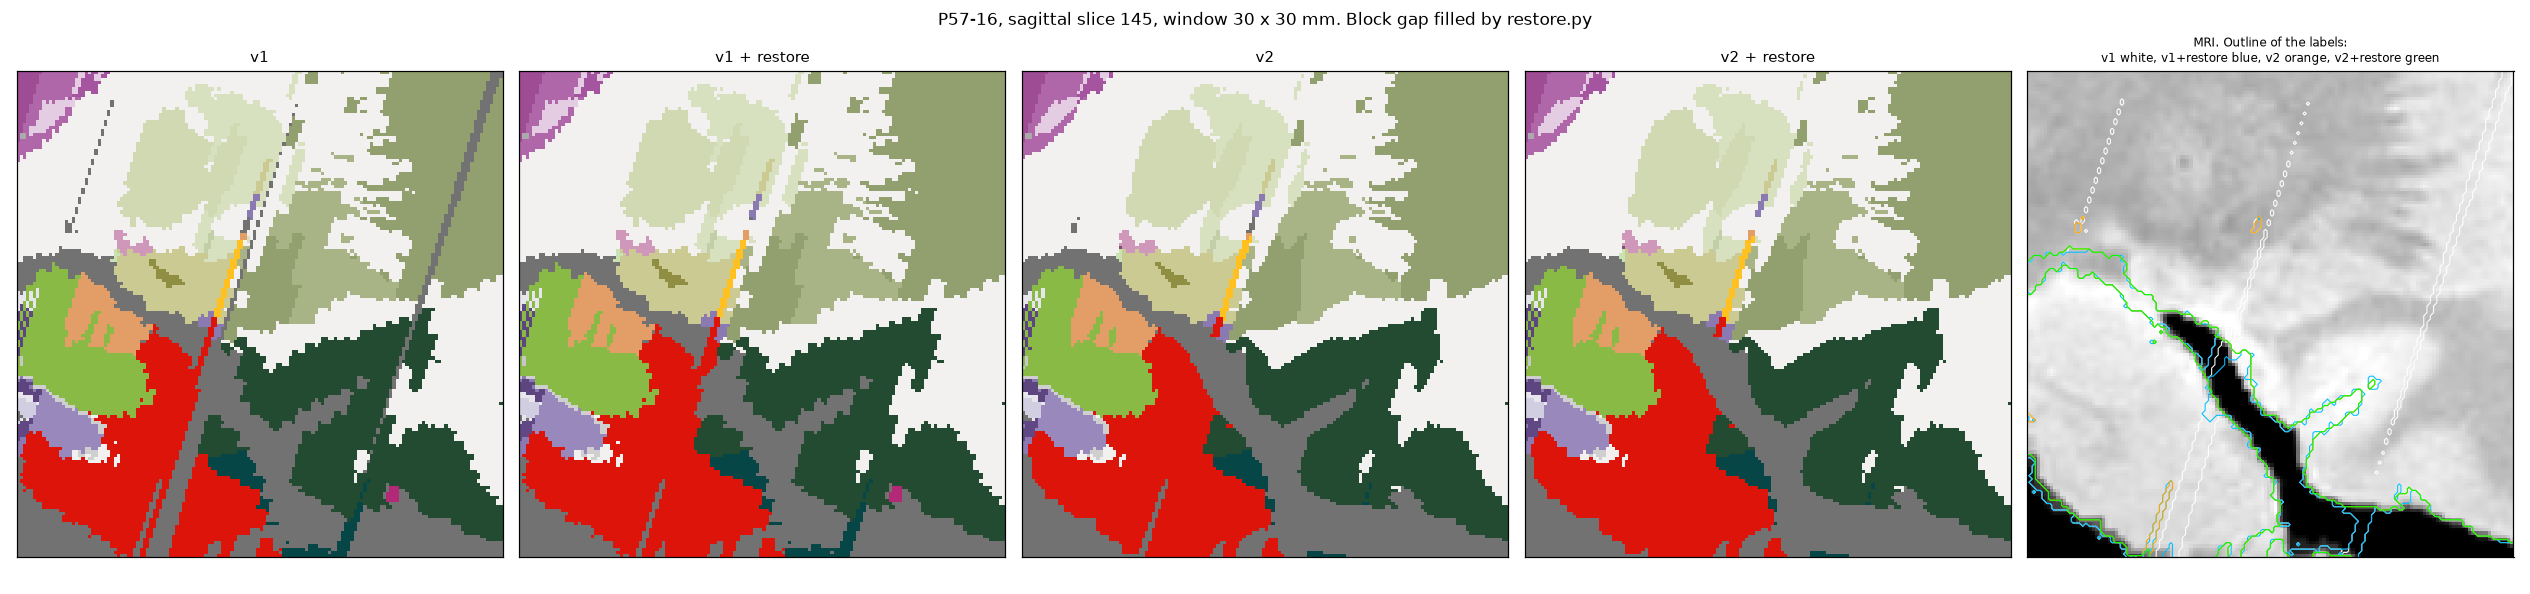 P57-16, sagittal slice 145, window 30 x 30 mm. Block gap filled by restore.py
v1
v1 + restore
v2
v2 + restore
MRI. Outline of the labels:
v1 white, v1+restore blue, v2 orange, v2+restore green